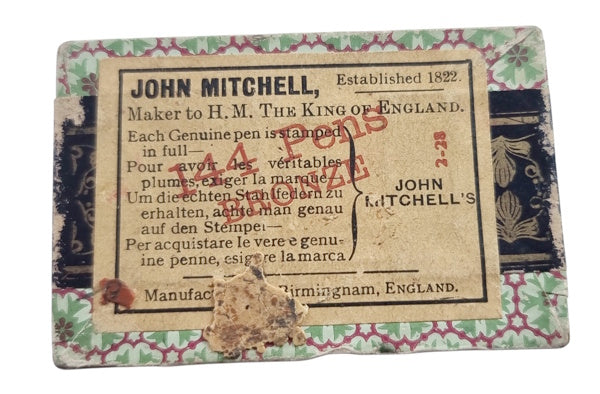 JOHN MITCHELL,
Established 1822.
Maker to H. M. THE KING OF ENGLAND.
Each Genuine pen is stamped
in full—
Pour avoir les véritables
plumes, exiger la marque
Um die echten Stahlfedern zu
erhalten, achte man genau
auf den Stempel—
Per acquistare le vere e genu-
ine penne, esigere la marca
JOHN
MITCHELL'S
144 Pens
BRONZE
2-28
Birmingham, ENGLAND.